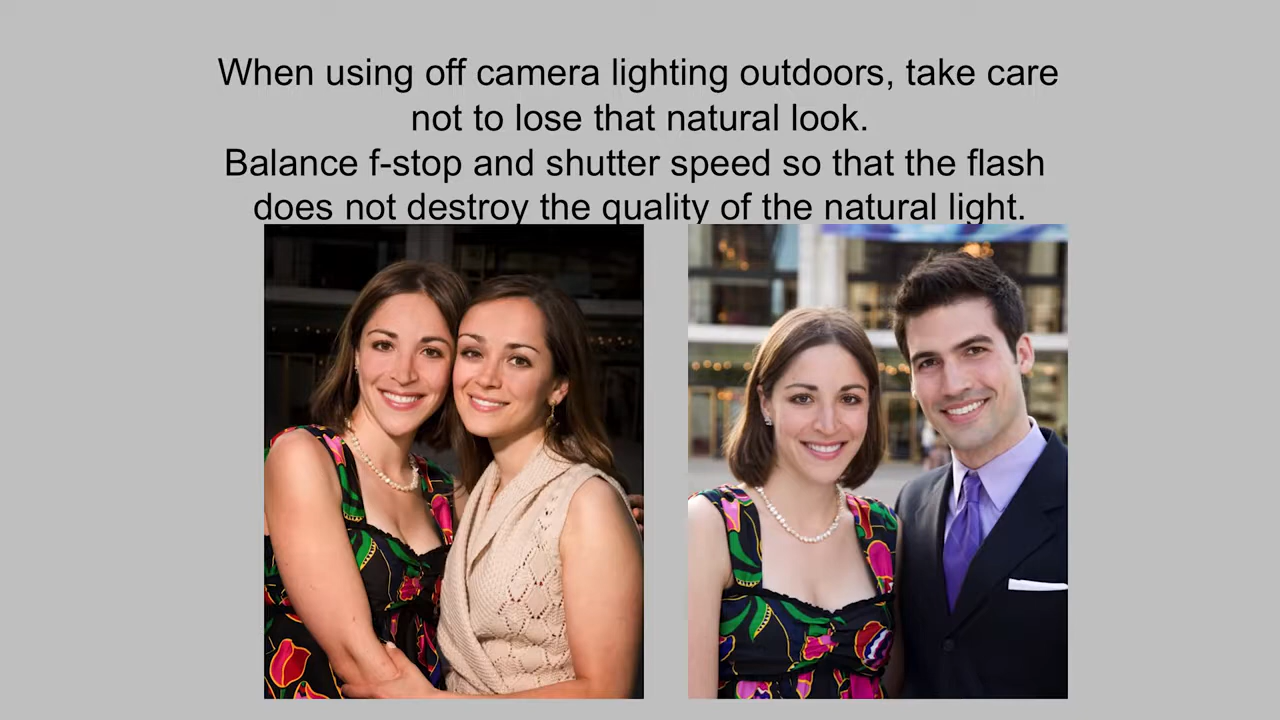 When using off camera lighting outdoors, take care
not to lose that natural look.
Balance f-stop and shutter speed so that the flash
does not destroy the quality of the natural light.